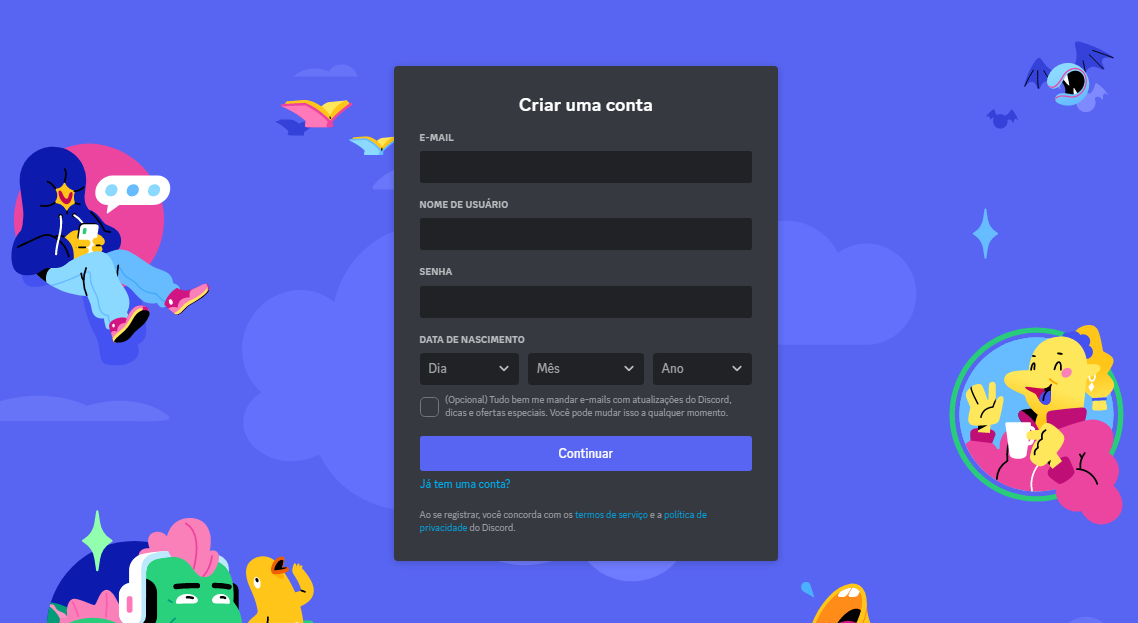 Criar uma conta
E-MAIL
NOME DE USUÁRIO
SENHA
DATA DE NASCIMENTO
Dia Mês Ano
(Opcional) Tudo bem me mandar e-mails com atualizações do Discord,
dicas e ofertas especiais. Você pode mudar isso a qualquer momento.
Continuar
Já tem uma conta?
Ao se registrar, você concorda com os termos de serviço e a política de
privacidade do Discord.